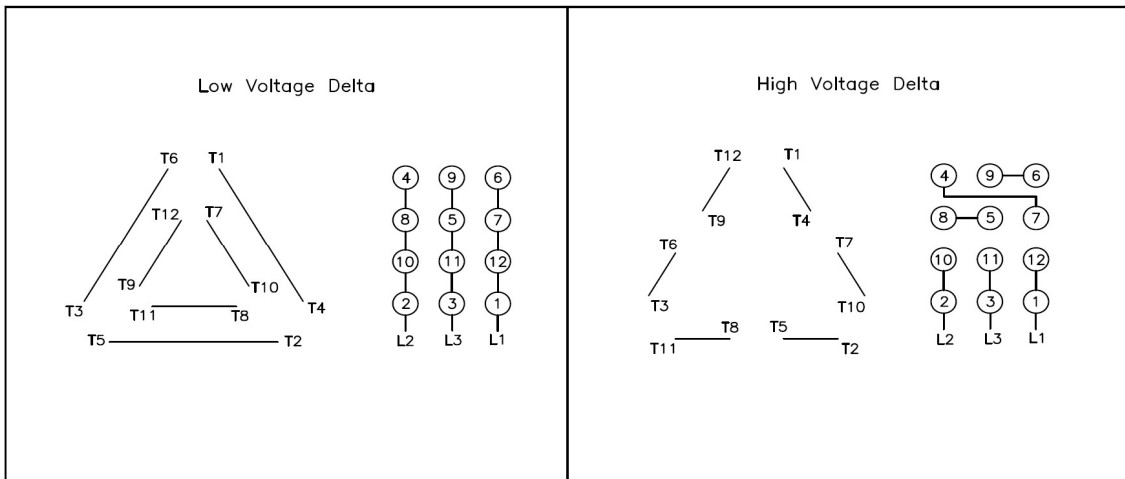 Low Voltage Delta
T6 T1
T12 T7
T9 T10
T3 T11 T8 T4
T5 T2
4 9 6
8 5 7
10 11 12
2 3 1
L2 L3 L1
High Voltage Delta
T12 T1
T9 T4
T6 T7
T3 T10
T11 T8 T5 T2
4 9 6
8 5 7
10 11 12
2 3 1
L2 L3 L1